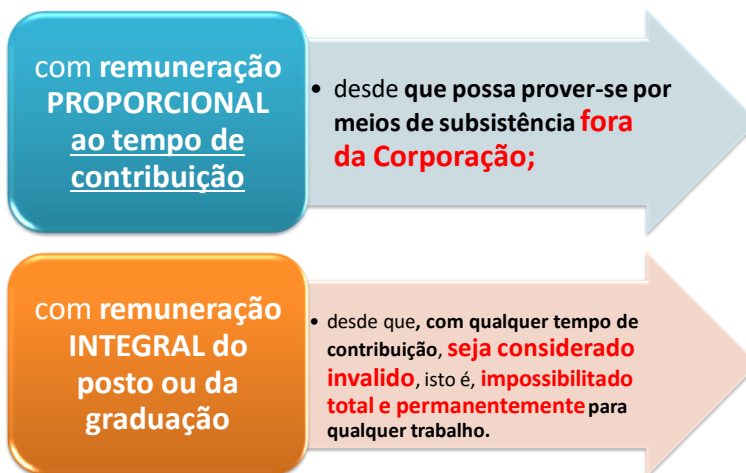 com remuneração
PROPORCIONAL
ao tempo de
contribuição
• desde que possa prover-se por
meios de subsistência fora
da Corporação;
com remuneração
INTEGRAL do
posto ou da
graduação
• desde que, com qualquer tempo de
contribuição, seja considerado
invalido, isto é, impossibilitado
total e permanentemente para
qualquer trabalho.